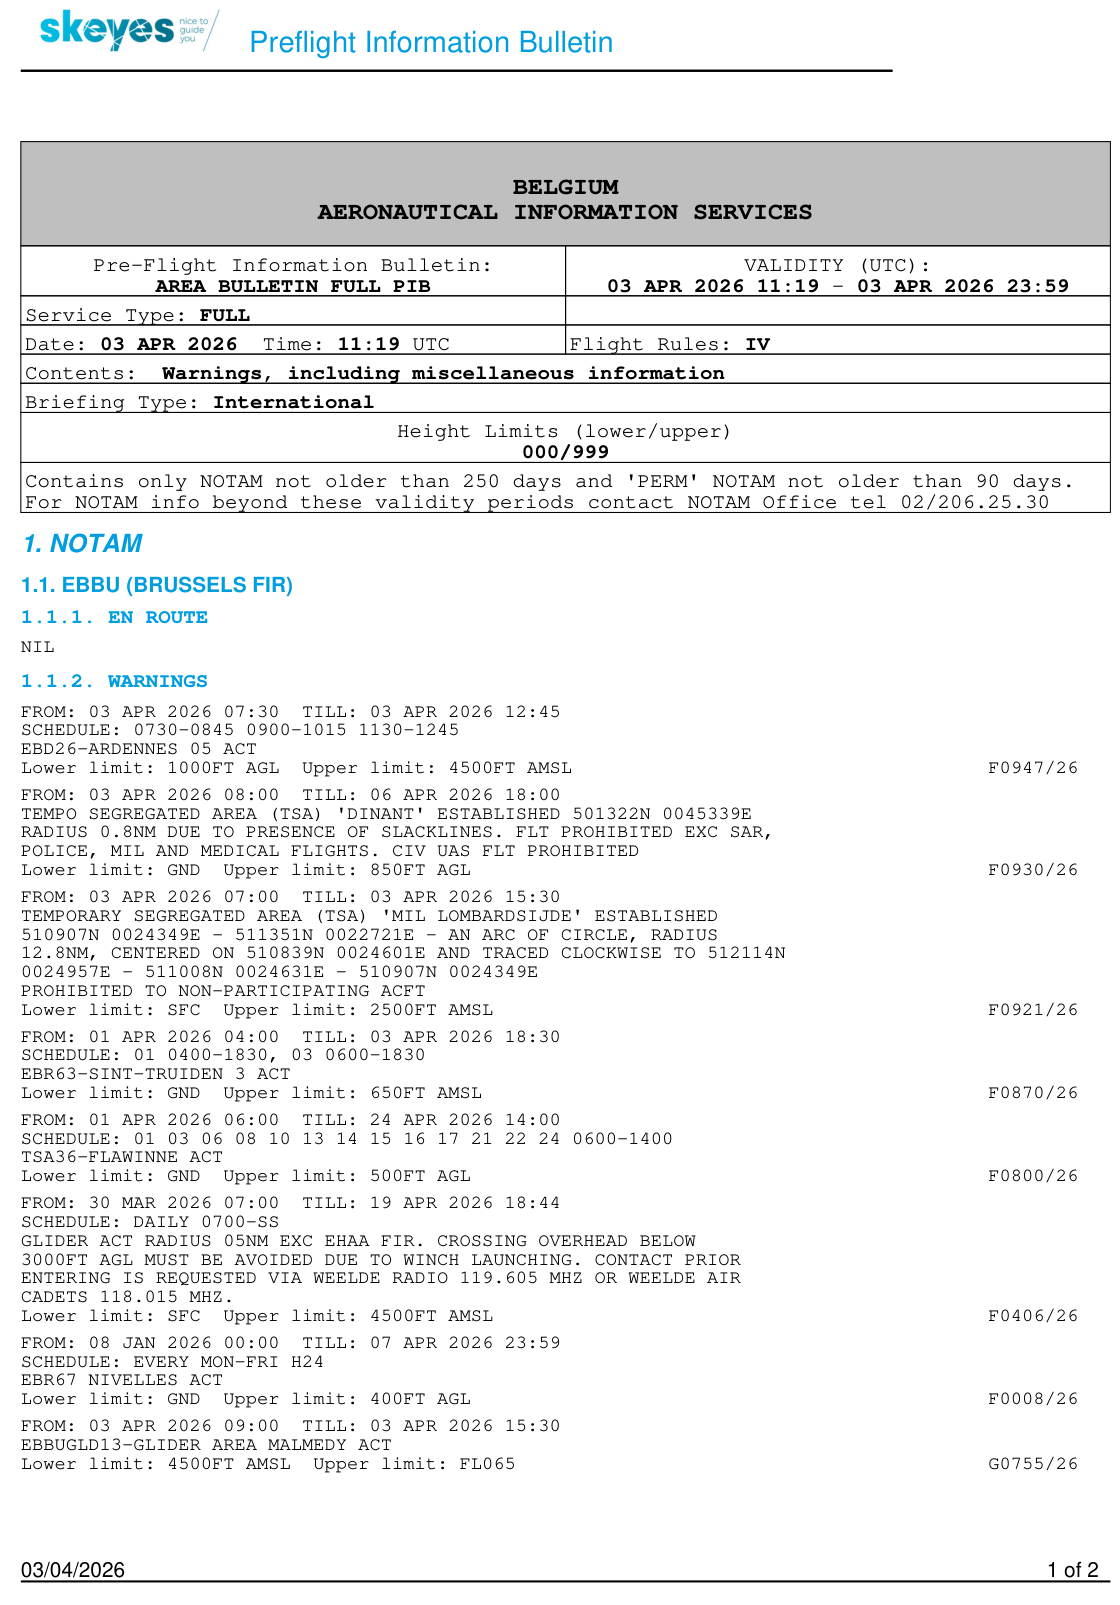 skeyes nice to guide you
Preflight Information Bulletin
BELGIUM
AERONAUTICAL INFORMATION SERVICES
Pre-Flight Information Bulletin:
AREA BULLETIN FULL PIB
VALIDITY (UTC):
03 APR 2026 11:19 - 03 APR 2026 23:59
Service Type: FULL
Date: 03 APR 2026  Time: 11:19 UTC
Flight Rules: IV
Contents:  Warnings, including miscellaneous information
Briefing Type: International
Height Limits (lower/upper)
000/999
Contains only NOTAM not older than 250 days and 'PERM' NOTAM not older than 90 days.
For NOTAM info beyond these validity periods contact NOTAM Office tel 02/206.25.30
1. NOTAM
1.1. EBBU (BRUSSELS FIR)
1.1.1. EN ROUTE
NIL
1.1.2. WARNINGS
FROM: 03 APR 2026 07:30  TILL: 03 APR 2026 12:45
SCHEDULE: 0730-0845 0900-1015 1130-1245
EBD26-ARDENNES 05 ACT
Lower limit: 1000FT AGL  Upper limit: 4500FT AMSL F0947/26
FROM: 03 APR 2026 08:00  TILL: 06 APR 2026 18:00
TEMPO SEGREGATED AREA (TSA) 'DINANT' ESTABLISHED 501322N 0045339E
RADIUS 0.8NM DUE TO PRESENCE OF SLACKLINES. FLT PROHIBITED EXC SAR,
POLICE, MIL AND MEDICAL FLIGHTS. CIV UAS FLT PROHIBITED
Lower limit: GND  Upper limit: 850FT AGL F0930/26
FROM: 03 APR 2026 07:00  TILL: 03 APR 2026 15:30
TEMPORARY SEGREGATED AREA (TSA) 'MIL LOMBARDSIJDE' ESTABLISHED
510907N 0024349E - 511351N 0022721E - AN ARC OF CIRCLE, RADIUS
12.8NM, CENTERED ON 510839N 0024601E AND TRACED CLOCKWISE TO 512114N
0024957E - 511008N 0024631E - 510907N 0024349E
PROHIBITED TO NON-PARTICIPATING ACFT
Lower limit: SFC  Upper limit: 2500FT AMSL F0921/26
FROM: 01 APR 2026 04:00  TILL: 03 APR 2026 18:30
SCHEDULE: 01 0400-1830, 03 0600-1830
EBR63-SINT-TRUIDEN 3 ACT
Lower limit: GND  Upper limit: 650FT AMSL F0870/26
FROM: 01 APR 2026 06:00  TILL: 24 APR 2026 14:00
SCHEDULE: 01 03 06 08 10 13 14 15 16 17 21 22 24 0600-1400
TSA36-FLAWINNE ACT
Lower limit: GND  Upper limit: 500FT AGL F0800/26
FROM: 30 MAR 2026 07:00  TILL: 19 APR 2026 18:44
SCHEDULE: DAILY 0700-SS
GLIDER ACT RADIUS 05NM EXC EHAA FIR. CROSSING OVERHEAD BELOW
3000FT AGL MUST BE AVOIDED DUE TO WINCH LAUNCHING. CONTACT PRIOR
ENTERING IS REQUESTED VIA WEELDE RADIO 119.605 MHZ OR WEELDE AIR
CADETS 118.015 MHZ.
Lower limit: SFC  Upper limit: 4500FT AMSL F0406/26
FROM: 08 JAN 2026 00:00  TILL: 07 APR 2026 23:59
SCHEDULE: EVERY MON-FRI H24
EBR67 NIVELLES ACT
Lower limit: GND  Upper limit: 400FT AGL F0008/26
FROM: 03 APR 2026 09:00  TILL: 03 APR 2026 15:30
EBBUGLD13-GLIDER AREA MALMEDY ACT
Lower limit: 4500FT AMSL  Upper limit: FL065 G0755/26
03/04/2026 1 of 2